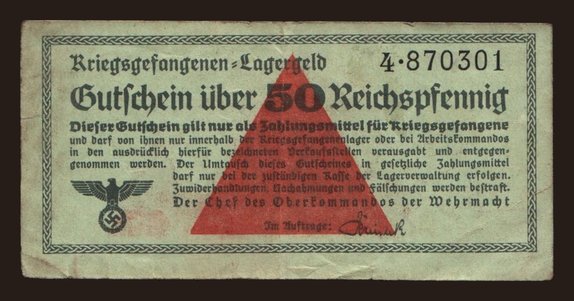 Kriegsgefangenen-Lagergeld
4·870301
Gutschein über 50 Reichspfennig
Dieser Gutschein gilt nur als Zahlungsmittel für Kriegsgefangene
und darf von ihnen nur innerhalb der Kriegsgefangenenlager oder bei Arbeitskommandos
in den ausdrücklich hierfür bezeichneten Verkaufsstellen verausgabt und entgegen-
genommen werden. Der Umtausch dieses Gutscheines in gesetzliche Zahlungsmittel
darf nur bei der zuständigen Kasse der Lagerverwaltung erfolgen.
Zuwiderhandlungen, Nachahmungen und Fälschungen werden bestraft.
Der Chef des Oberkommandos der Wehrmacht
Im Auftrage: